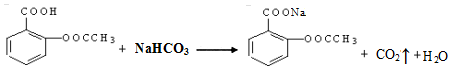 COOH COONa
OOCCH3 + NaHCO3 OOCCH3 + CO2↑ +H2O